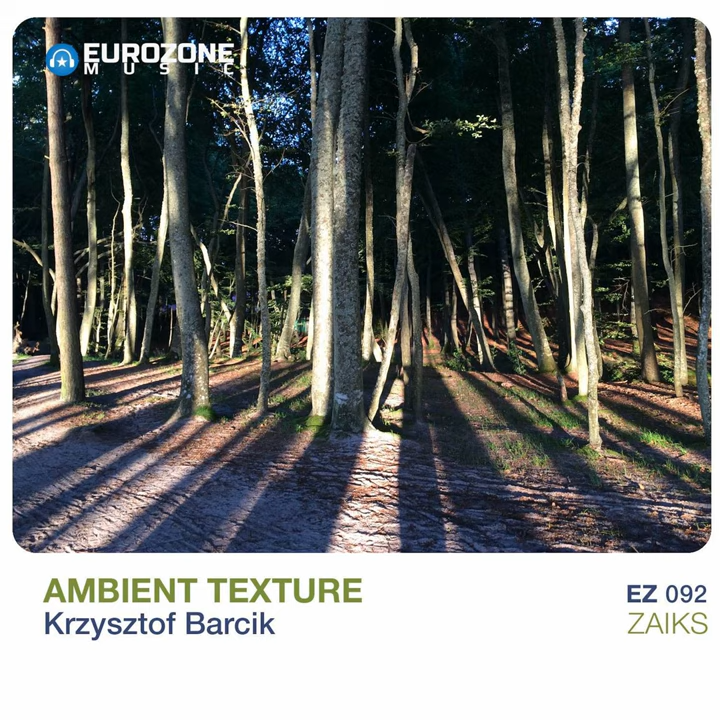 EUROZONE
MUSIC
AMBIENT TEXTURE
Krzysztof Barcik
EZ 092
ZAIKS